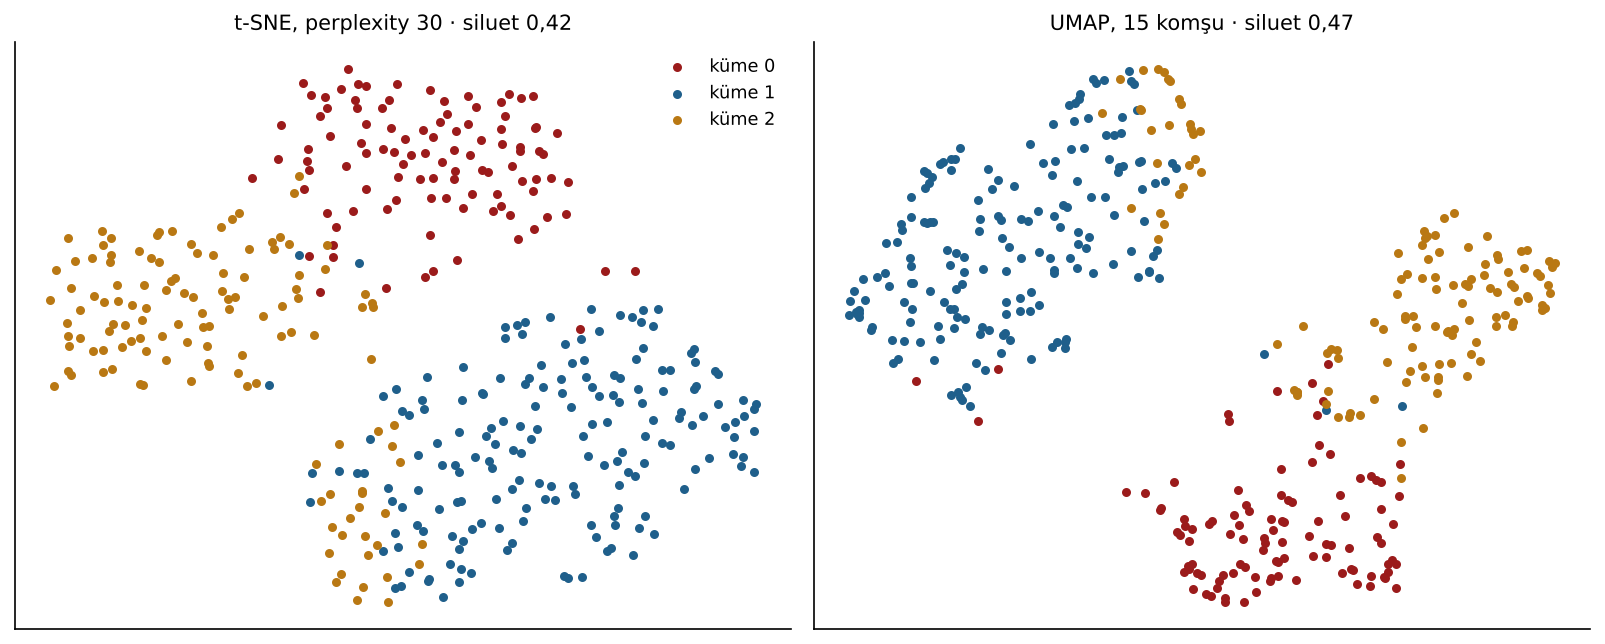 t-SNE, perplexity 30 · siluet 0,42
küme 0
küme 1
küme 2
UMAP, 15 komşu · siluet 0,47